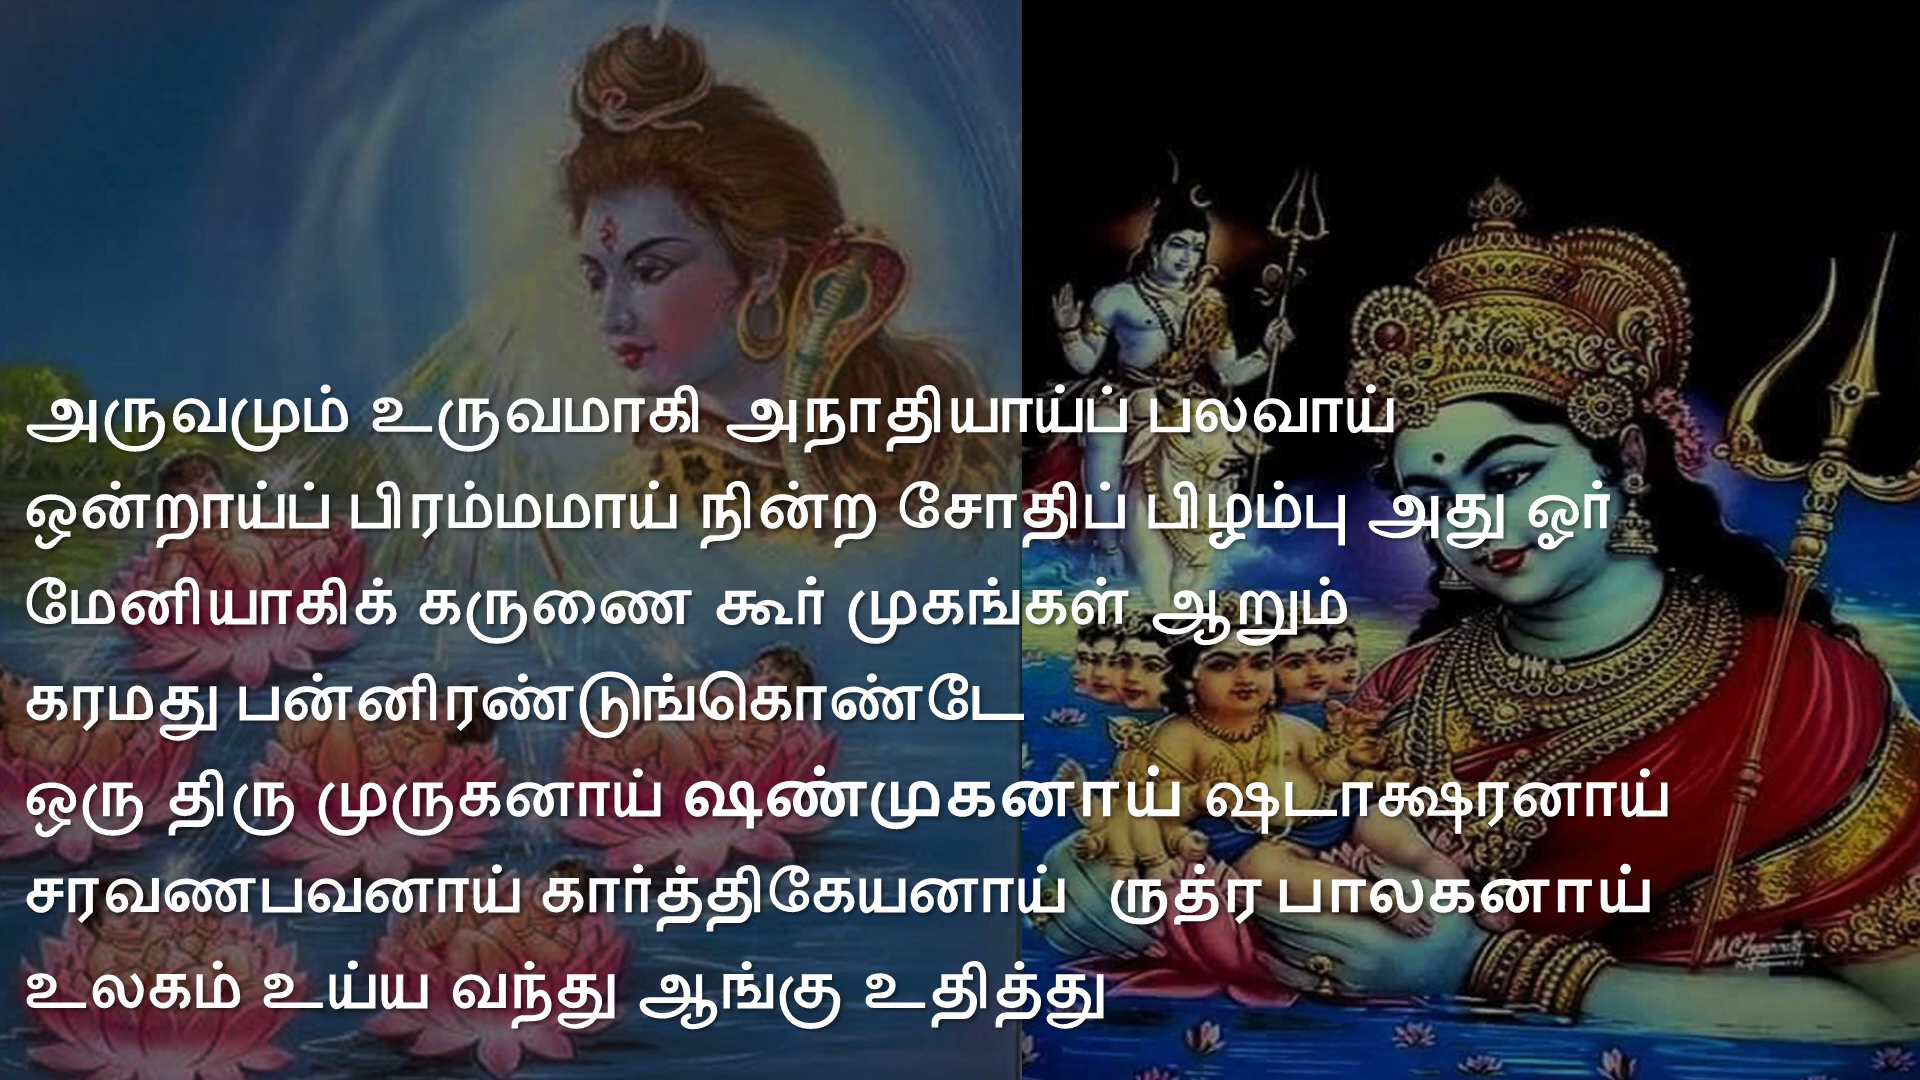 அருவமும் உருவமாகி அநாதியாய்ப் பலவாய்
ஒன்றாய்ப் பிரம்மமாய் நின்ற சோதிப் பிழம்பு அது ஓர்
மேனியாகிக் கருணை கூர் முகங்கள் ஆறும்
கரமது பன்னிரண்டுங்கொண்டே
ஒரு திரு முருகனாய் ஷண்முகனாய் ஷடாக்ஷரனாய்
சரவணபவனாய் கார்த்திகேயனாய் ருத்ர பாலகனாய்
உலகம் உய்ய வந்து ஆங்கு உதித்து